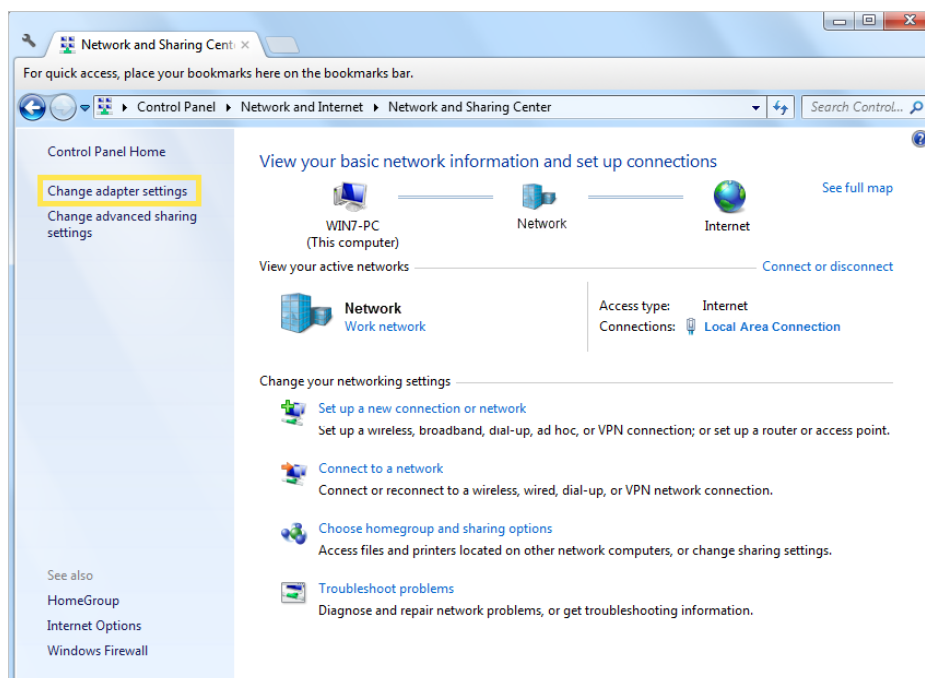 Network and Sharing Cent
For quick access, place your bookmarks here on the bookmarks bar.
Control Panel Network and Internet Network and Sharing Center
Search Control...
Control Panel Home
Change adapter settings
Change advanced sharing
settings
View your basic network information and set up connections
See full map
WIN7-PC
(This computer)
Network
Internet
View your active networks
Connect or disconnect
Network
Work network
Access type: Internet
Connections: Local Area Connection
Change your networking settings
Set up a new connection or network
Set up a wireless, broadband, dial-up, ad hoc, or VPN connection; or set up a router or access point.
Connect to a network
Connect or reconnect to a wireless, wired, dial-up, or VPN network connection.
Choose homegroup and sharing options
Access files and printers located on other network computers, or change sharing settings.
Troubleshoot problems
Diagnose and repair network problems, or get troubleshooting information.
See also
HomeGroup
Internet Options
Windows Firewall